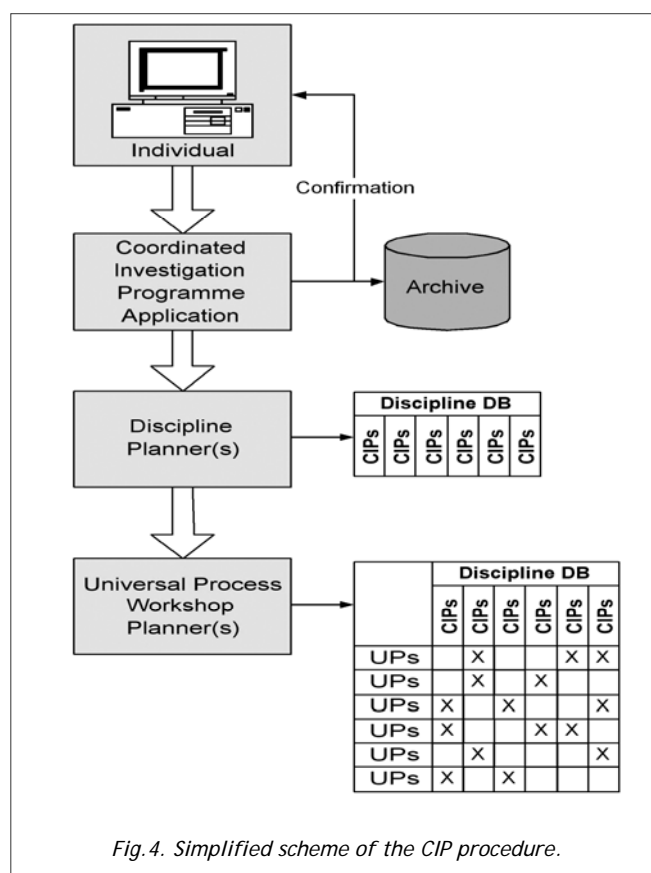 Individual
Confirmation
Coordinated
Investigation
Programme
Application
Archive
Discipline
Planner(s)
Discipline DB
CIPs CIPs CIPs CIPs CIPs CIPs
Universal Process
Workshop
Planner(s)
Discipline DB
CIPs CIPs CIPs CIPs CIPs CIPs
UPs X X X
UPs X X
UPs X X X
UPs X X X
UPs X X
UPs X X
Fig.4. Simplified scheme of the CIP procedure.